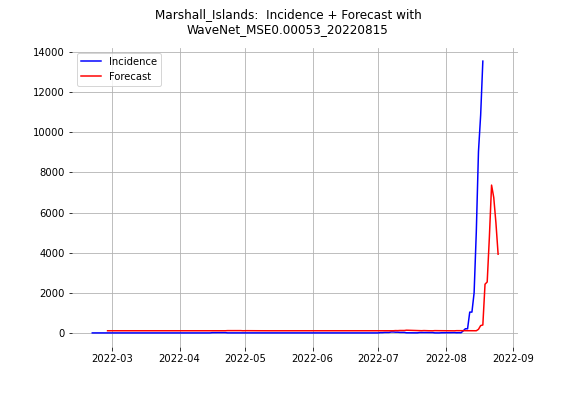 Marshall_Islands:  Incidence + Forecast with
WaveNet_MSE0.00053_20220815
Incidence
Forecast
14000
12000
10000
8000
6000
4000
2000
0
2022-03 2022-04 2022-05 2022-06 2022-07 2022-08 2022-09